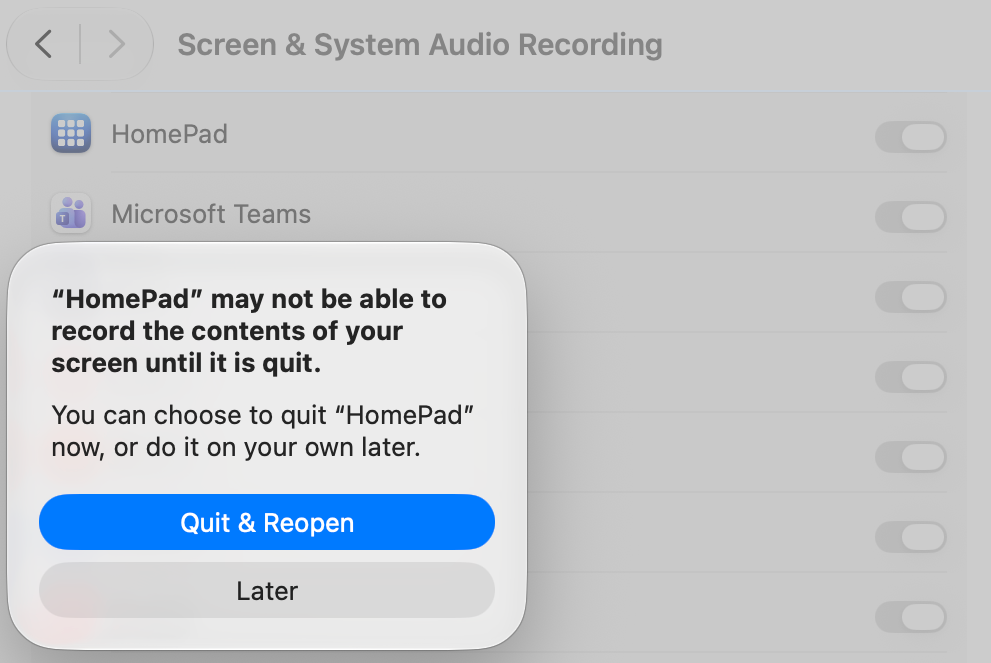 Screen & System Audio Recording
HomePad
Microsoft Teams
“HomePad” may not be able to
record the contents of your
screen until it is quit.
You can choose to quit “HomePad”
now, or do it on your own later.
Quit & Reopen
Later